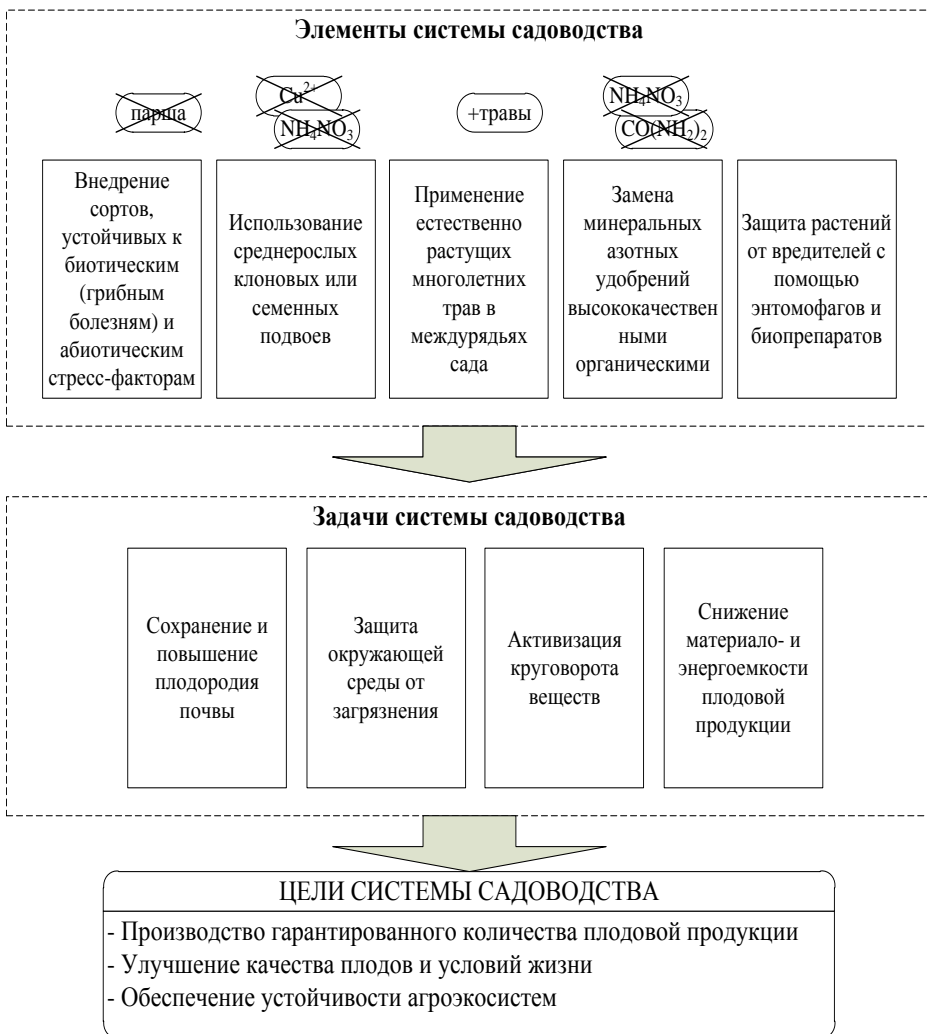 Элементы системы садоводства
парша
Cu²⁺
NH₄NO₃
+травы
NH₄NO₃
CO(NH₂)₂
Внедрение
сортов,
устойчивых к
биотическим
(грибным
болезням) и
абиотическим
стресс-факторам
Использование
среднерослых
клоновых или
семенных
подвоев
Применение
естественно
растущих
многолетних
трав в
междурядьях
сада
Замена
минеральных
азотных
удобрений
высококачествен
ными
органическими
Защита растений
от вредителей с
помощью
энтомофагов и
биопрепаратов
Задачи системы садоводства
Сохранение и
повышение
плодородия
почвы
Защита
окружающей
среды от
загрязнения
Активизация
круговорота
веществ
Снижение
материало- и
энергоемкости
плодовой
продукции
ЦЕЛИ СИСТЕМЫ САДОВОДСТВА
- Производство гарантированного количества плодовой продукции
- Улучшение качества плодов и условий жизни
- Обеспечение устойчивости агроэкосистем